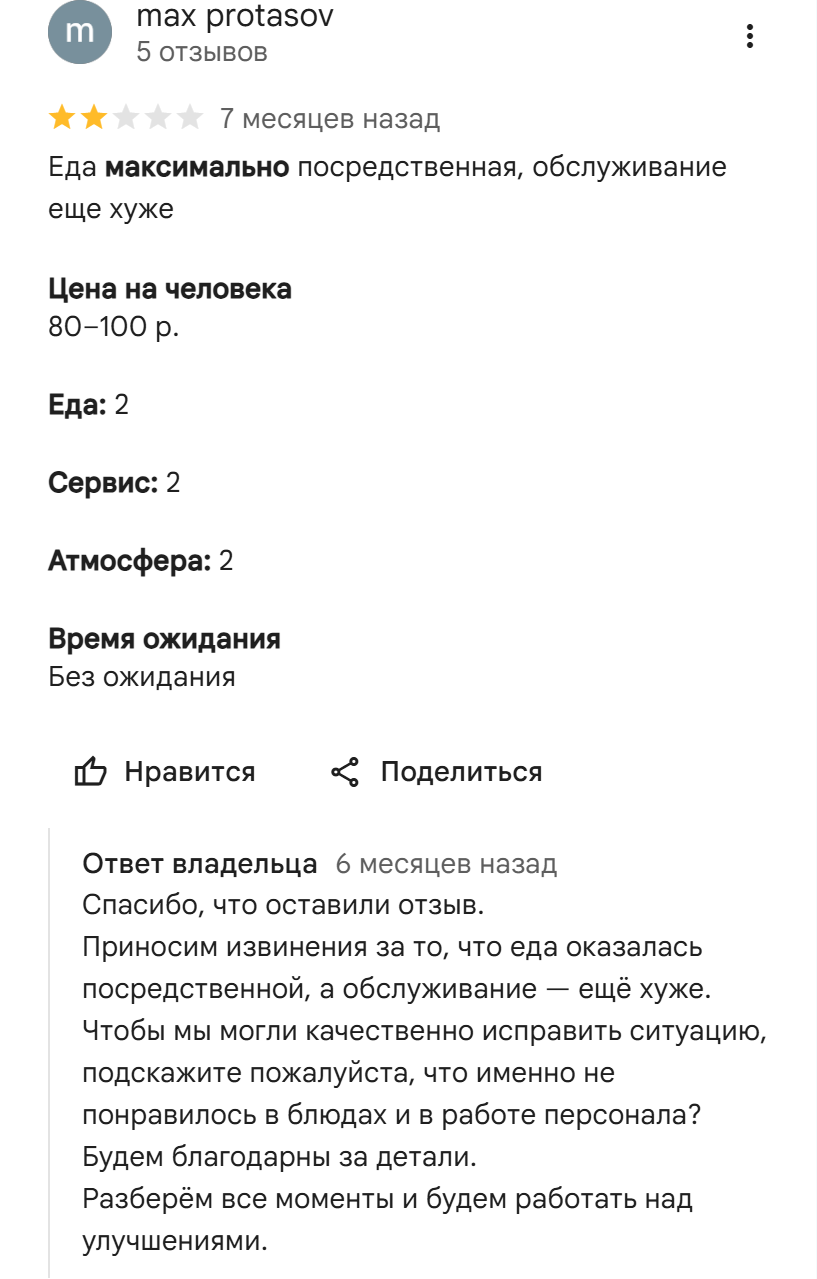 m
max protasov
5 отзывов
7 месяцев назад
Еда максимально посредственная, обслуживание
еще хуже
Цена на человека
80–100 р.
Еда: 2
Сервис: 2
Атмосфера: 2
Время ожидания
Без ожидания
Нравится
Поделиться
Ответ владельца 6 месяцев назад
Спасибо, что оставили отзыв.
Приносим извинения за то, что еда оказалась
посредственной, а обслуживание — ещё хуже.
Чтобы мы могли качественно исправить ситуацию,
подскажите пожалуйста, что именно не
понравилось в блюдах и в работе персонала?
Будем благодарны за детали.
Разберём все моменты и будем работать над
улучшениями.